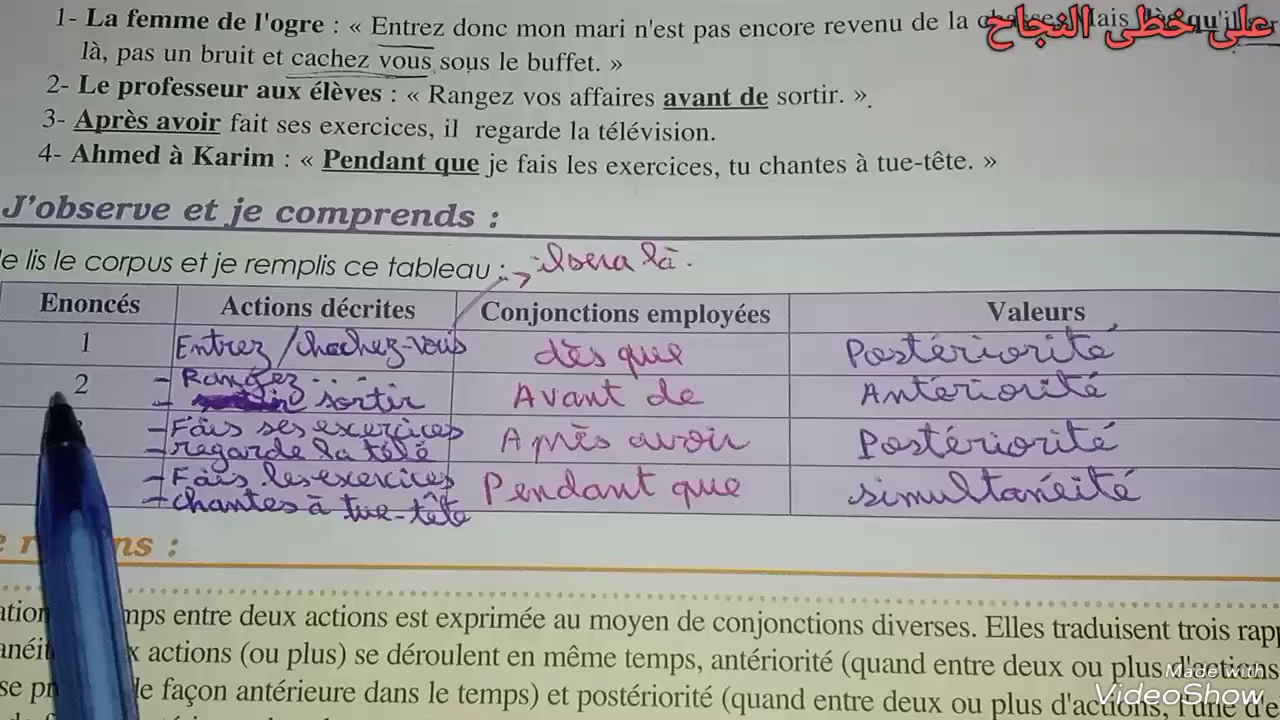 على خطى النجاح
1- La femme de l'ogre : « Entrez donc mon mari n'est pas encore revenu de la
là, pas un bruit et cachez vous sous le buffet. »
2- Le professeur aux élèves : « Rangez vos affaires avant de sortir. ».
3- Après avoir fait ses exercices, il regarde la télévision.
4- Ahmed à Karim : « Pendant que je fais les exercices, tu chantes à tue-tête. »
J'observe et je comprends :
le lis le corpus et je remplis ce tableau :
il sera là.
Enoncés Actions décrites Conjonctions employées Valeurs
1 Entrez / chachez-vous dès que Postériorité
2 - Rangez... - sortir Avant de Antériorité
- Fais ses exercices - regarde la télé Après avoir Postériorité
- Fais les exercices - chantes à tue-tête Pendant que simultanéité
mps entre deux actions est exprimée au moyen de conjonctions diverses. Elles traduisent trois rapp
actions (ou plus) se déroulent en même temps, antériorité (quand entre deux ou plus d'actions
de façon antérieure dans le temps) et postériorité (quand entre deux ou plus d'actions, l'une d'e
Made with
VideoShow